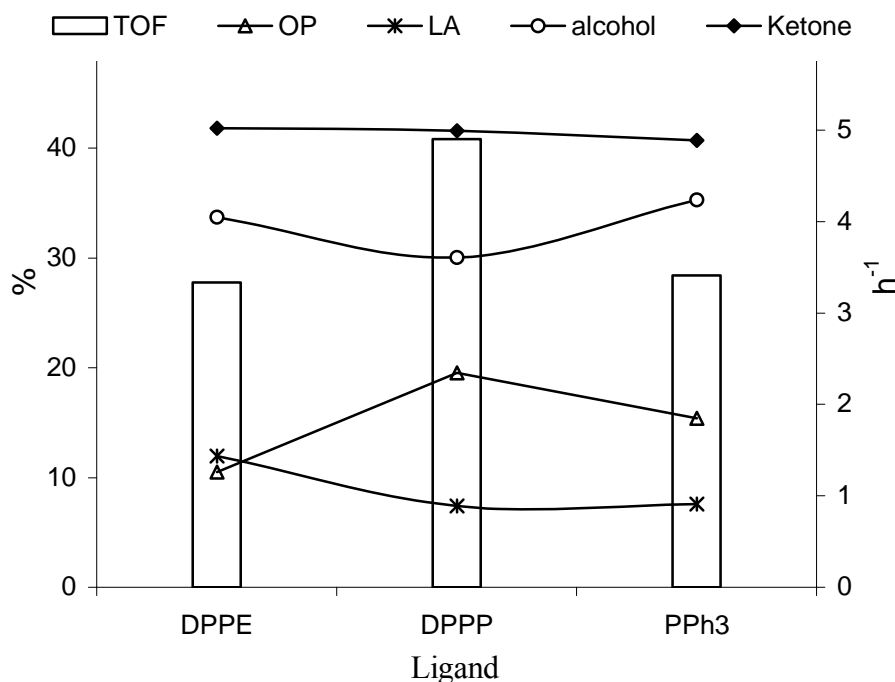 TOF OP LA alcohol Ketone
% h-1
40 30 20 10 0
5 4 3 2 1 0
DPPE DPPP PPh3
Ligand